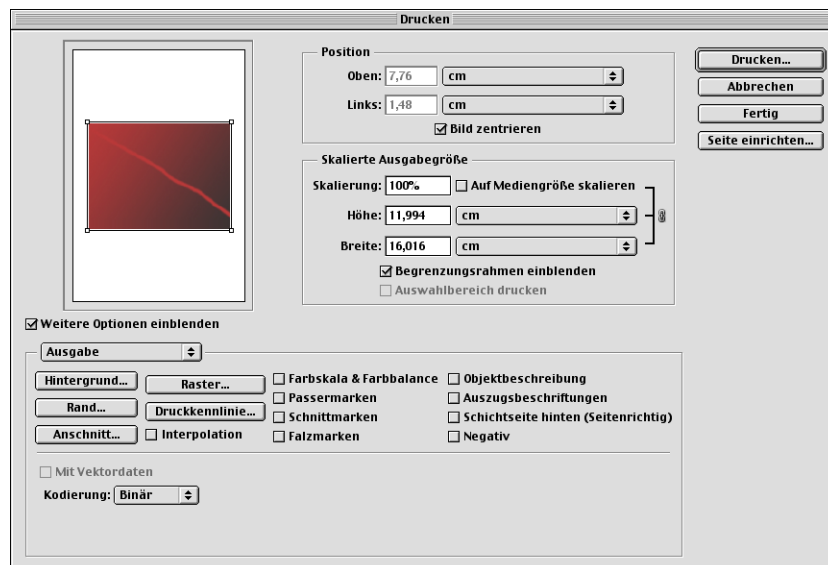 Drucken
Position
Oben: 7,76 cm
Links: 1,48 cm
Bild zentrieren
Drucken...
Abbrechen
Fertig
Seite einrichten...
Skalierte Ausgabegröße
Skalierung: 100% Auf Mediengröße skalieren
Höhe: 11,994 cm
Breite: 16,016 cm
Begrenzungsrahmen einblenden
Auswahlbereich drucken
Weitere Optionen einblenden
Ausgabe
Hintergrund... Raster... Farbskala & Farbbalance Objektbeschreibung
Rand... Druckkennlinie... Passermarken Auszugsbeschriftungen
Schnittmarken Schichtseite hinten (Seitenrichtig)
Anschnitt... Interpolation Falzmarken Negativ
Mit Vektordaten
Kodierung: Binär